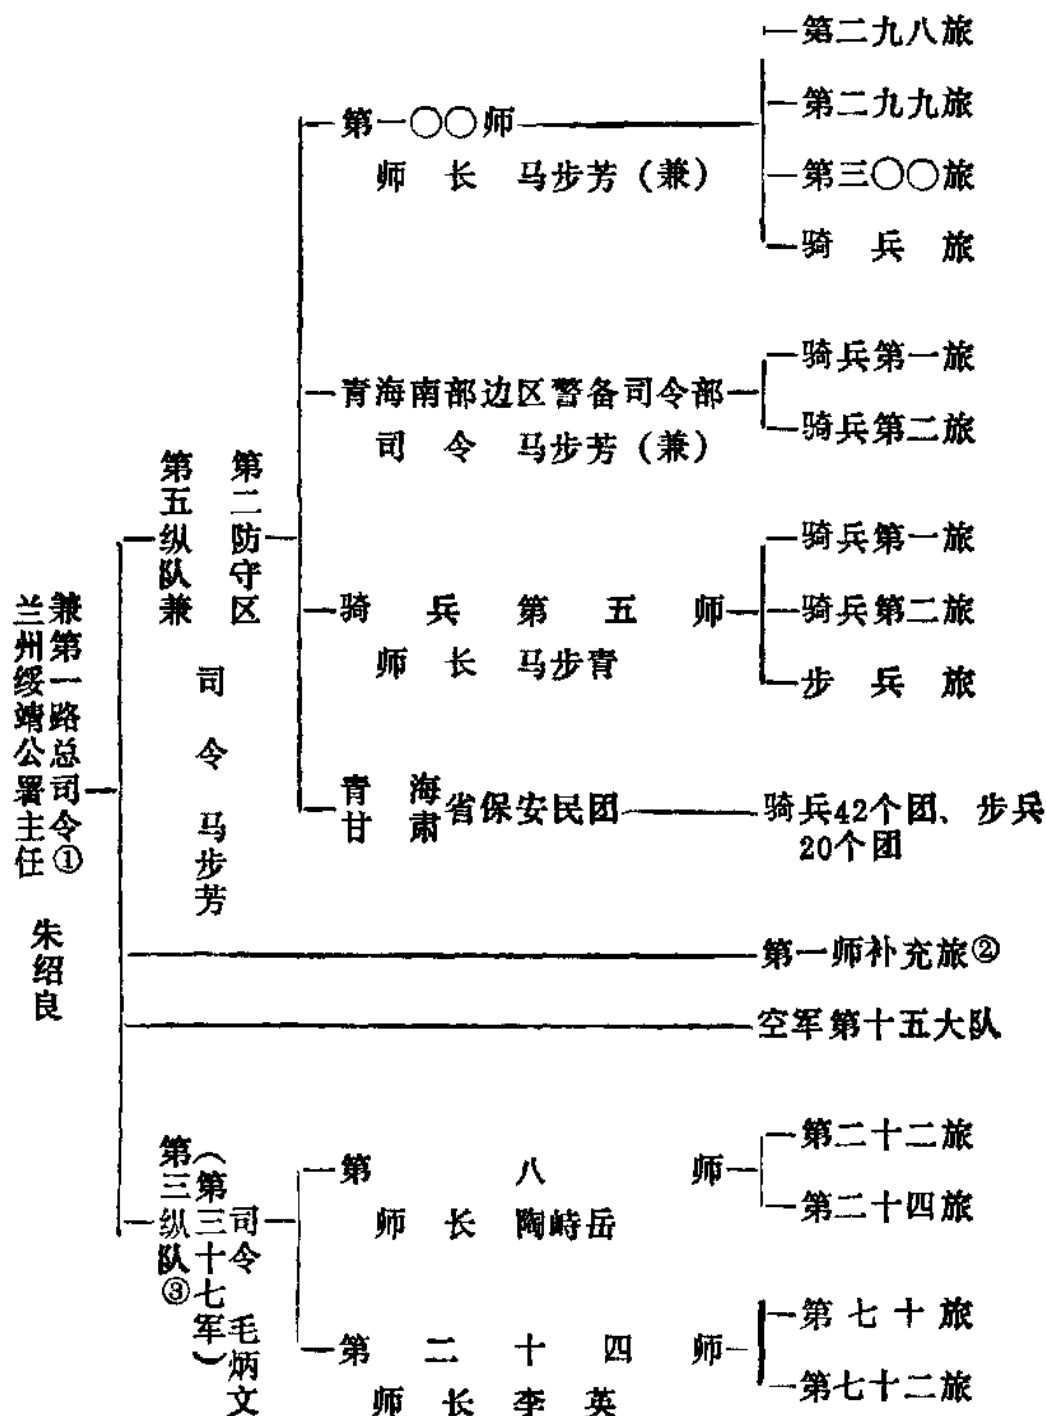 兰州绥靖公署主任
兼第一路总司令①
朱绍良
第五纵队兼
第二防守区
司令 马步芳
第一〇〇师
师长 马步芳（兼）
第二九八旅
第二九九旅
第三〇〇旅
骑兵旅
青海南部边区警备司令部
司令 马步芳（兼）
骑兵第一旅
骑兵第二旅
骑兵第五师
师长 马步青
骑兵第一旅
骑兵第二旅
步兵旅
青海
甘肃
省保安民团
骑兵42个团、步兵
20个团
第一师补充旅②
空军第十五大队
第三纵队③
（第三十七军）
司令 毛炳文
第八师
师长 陶峙岳
第二十二旅
第二十四旅
第二十四师
师长 李英
第七十旅
第七十二旅